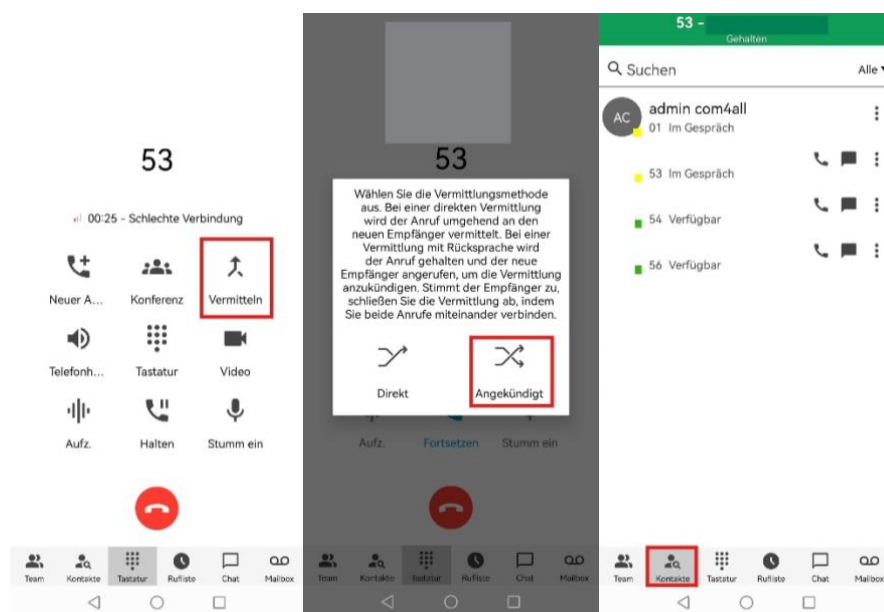 53
00:25 - Schlechte Verbindung
Neuer A...
Konferenz
Vermitteln
Telefonh...
Tastatur
Video
Aufz.
Halten
Stumm ein
Team
Kontakte
Tastatur
Rufliste
Chat
Mailbox
53
Wählen Sie die Vermittlungsmethode
aus. Bei einer direkten Vermittlung
wird der Anruf umgehend an den
neuen Empfänger vermittelt. Bei einer
Vermittlung mit Rücksprache wird
der Anruf gehalten und der neue
Empfänger angerufen, um die Vermittlung
anzukündigen. Stimmt der Empfänger zu,
schließen Sie die Vermittlung ab, indem
Sie beide Anrufe miteinander verbinden.
Direkt
Angekündigt
Aufz.
Fortsetzen
Stumm ein
Team
Kontakte
Tastatur
Rufliste
Chat
Mailbox
53 -
Gehalten
Suchen
Alle
AC
admin com4all
01 Im Gespräch
53 Im Gespräch
54 Verfügbar
56 Verfügbar
Team
Kontakte
Tastatur
Rufliste
Chat
Mailbox